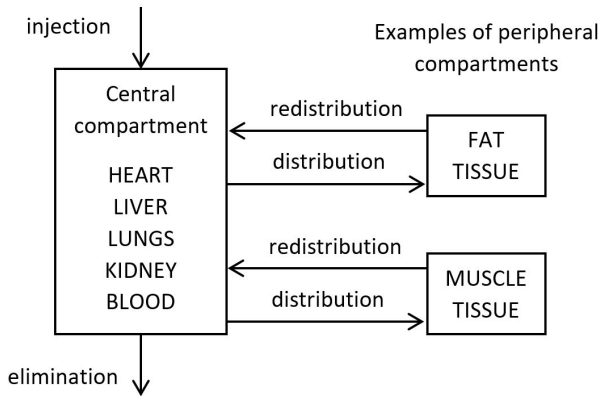 injection
Examples of peripheral
compartments
Central
compartment
HEART
LIVER
LUNGS
KIDNEY
BLOOD
redistribution
distribution
FAT
TISSUE
redistribution
distribution
MUSCLE
TISSUE
elimination